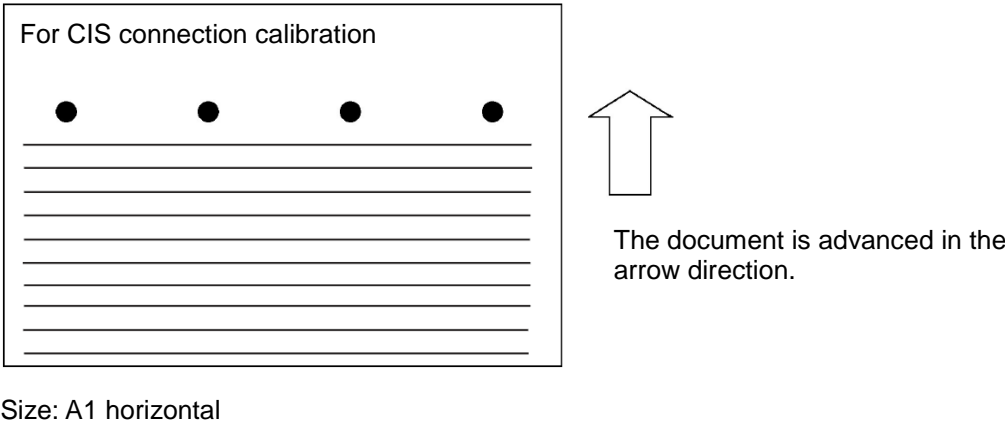 For CIS connection calibration
The document is advanced in the
arrow direction.
Size: A1 horizontal